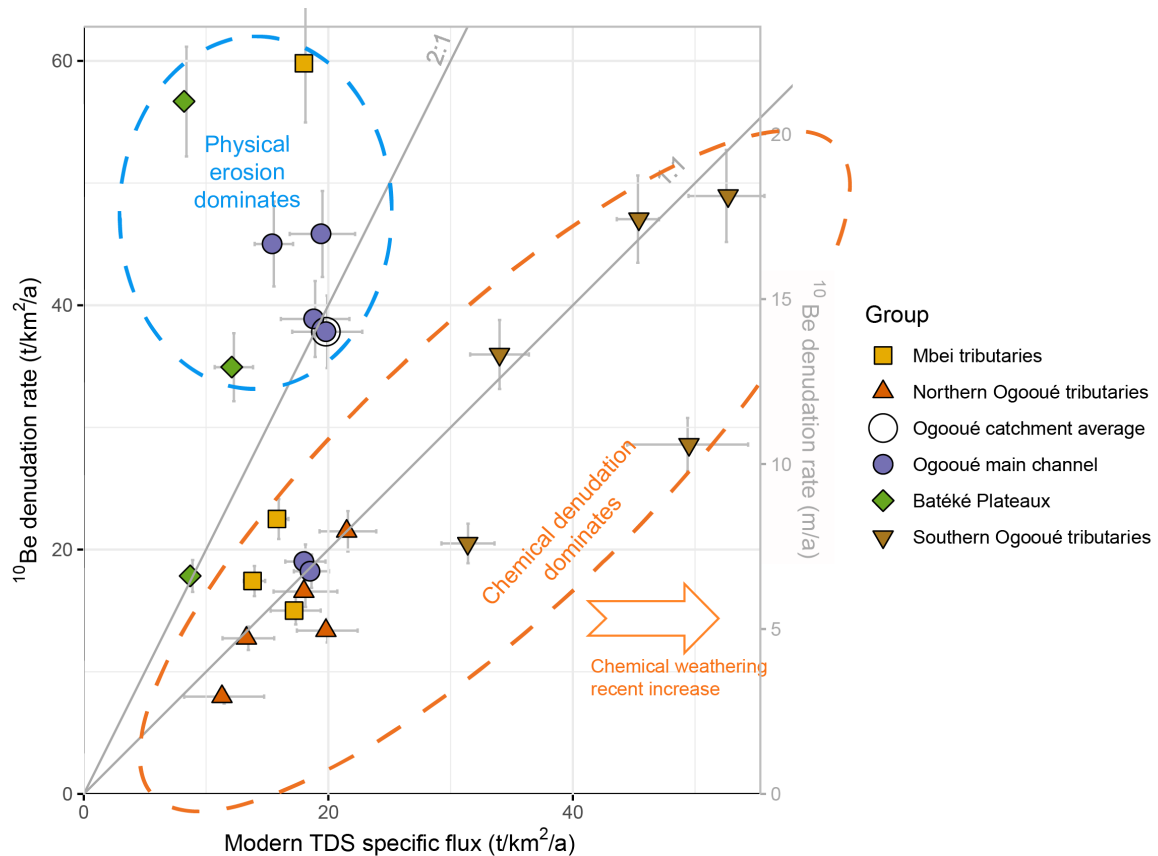 60
40
20
0
¹⁰Be denudation rate (t/km²/a)
0
20
40
Modern TDS specific flux (t/km²/a)
2:1
1:1
Physical
erosion
dominates
Chemical denudation
dominates
Chemical weathering
recent increase
20
15
10
5
0
¹⁰ Be denudation rate (m/a)
Group
Mbei tributaries
Northern Ogooué tributaries
Ogooué catchment average
Ogooué main channel
Batéké Plateaux
Southern Ogooué tributaries